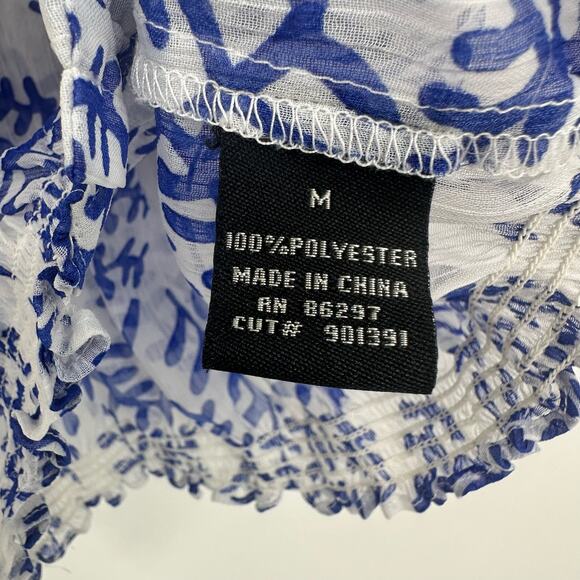 M
100%POLYESTER
MADE IN CHINA
RN 86297
CUT# 901391